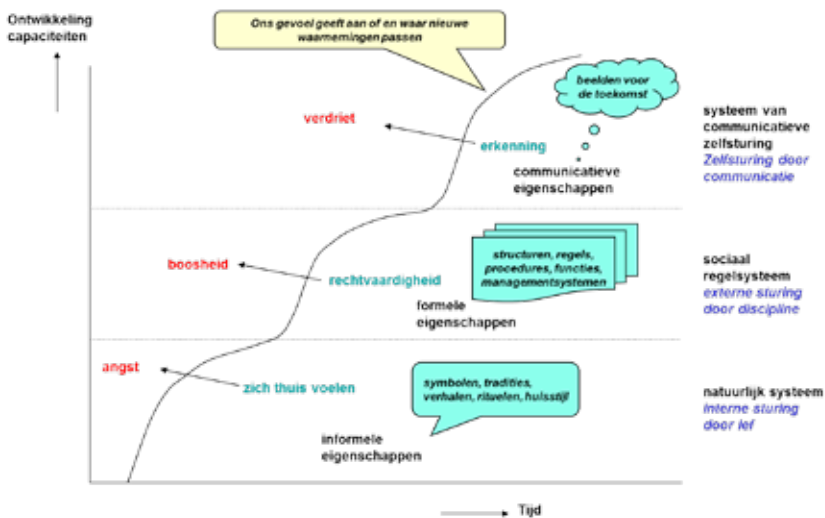 Ontwikkeling
capaciteiten
Ons gevoel geeft aan of en waar nieuwe
waarnemingen passen
beelden voor
de toekomst
verdriet
erkenning
communicatieve
eigenschappen
systeem van
communicatieve
zelfsturing
Zelfsturing door
communicatie
boosheid
rechtvaardigheid
structuren, regels,
procedures, functies,
managementsystemen
formele
eigenschappen
sociaal
regelsysteem
externe sturing
door discipline
angst
zich thuis voelen
symbolen, tradities,
verhalen, rituelen, huisstijl
informele
eigenschappen
natuurlijk systeem
interne sturing
door lef
Tijd